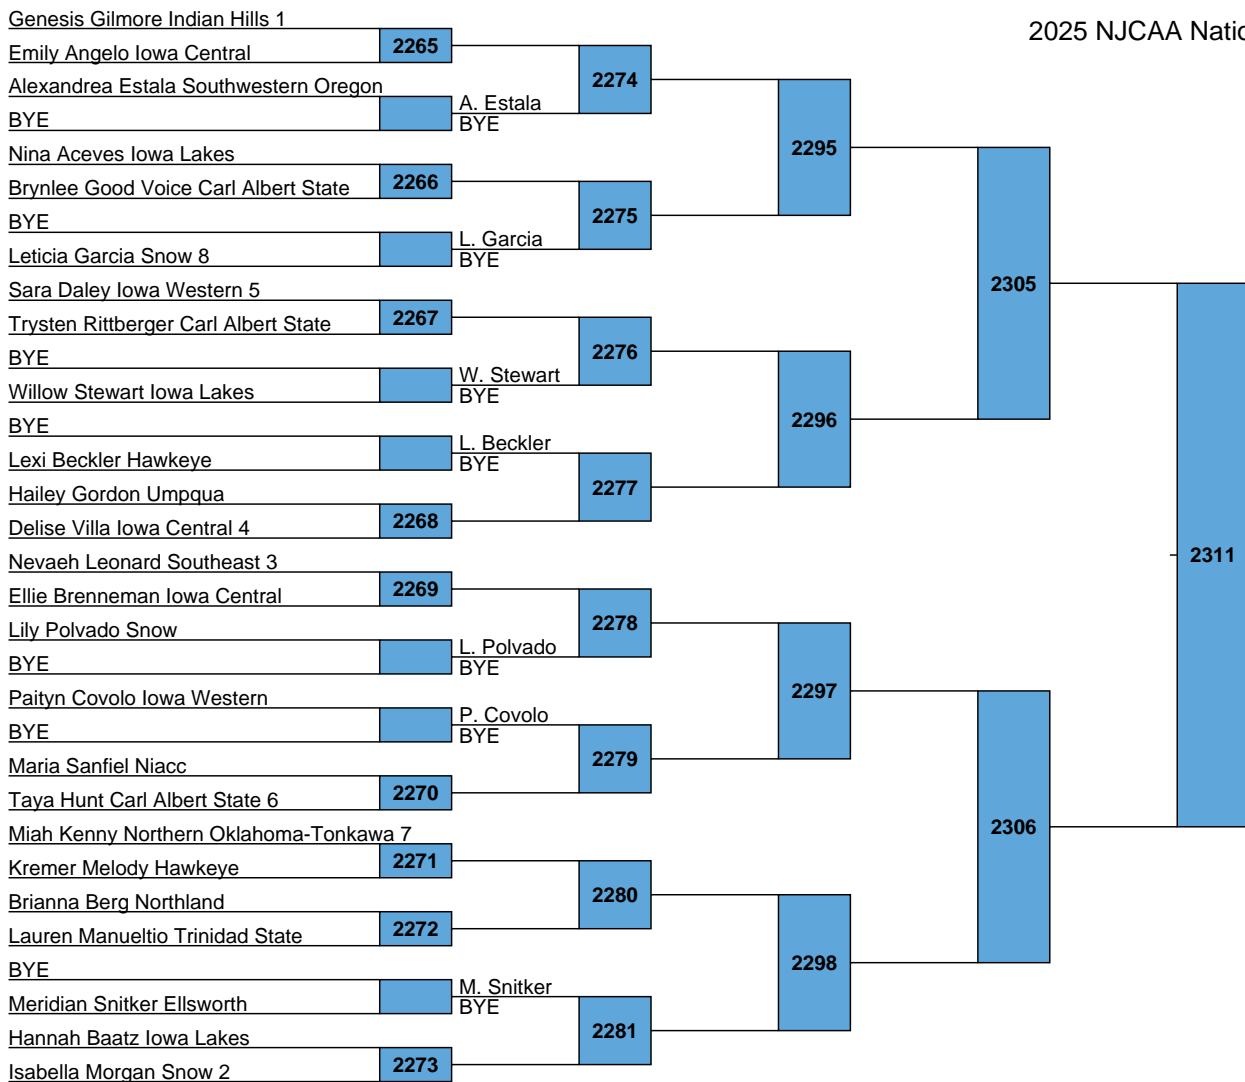 Genesis Gilmore Indian Hills 1
2025 NJCAA Natio
Emily Angelo Iowa Central
2265
2274
Alexandrea Estala Southwestern Oregon
A. Estala
BYE
BYE
2295
Nina Aceves Iowa Lakes
Brynlee Good Voice Carl Albert State
2266
2275
BYE
L. Garcia
Leticia Garcia Snow 8
BYE
2305
Sara Daley Iowa Western 5
Trysten Rittberger Carl Albert State
2267
2276
BYE
W. Stewart
Willow Stewart Iowa Lakes
BYE
2296
BYE
L. Beckler
Lexi Beckler Hawkeye
BYE
2277
Hailey Gordon Umpqua
Delise Villa Iowa Central 4
2268
2311
Nevaeh Leonard Southeast 3
Ellie Brenneman Iowa Central
2269
2278
Lily Polvado Snow
L. Polvado
BYE
BYE
2297
Paityn Covolo Iowa Western
P. Covolo
BYE
BYE
2279
Maria Sanfiel Niacc
Taya Hunt Carl Albert State 6
2270
2306
Miah Kenny Northern Oklahoma-Tonkawa 7
Kremer Melody Hawkeye
2271
2280
Brianna Berg Northland
Lauren Manueltio Trinidad State
2272
2298
BYE
M. Snitker
Meridian Snitker Ellsworth
BYE
2281
Hannah Baatz Iowa Lakes
Isabella Morgan Snow 2
2273